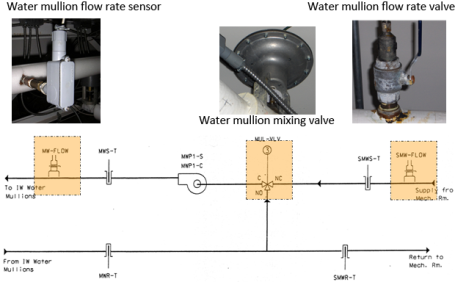 Water mullion flow rate sensor
Water mullion flow rate valve
Water mullion mixing valve
MW-FLOW
MWS-T
MWP1-S
MWP1-C
MUL-VLV
SMWS-T
SMW-FLOW
C
NC
NO
To IW Water
Mullions
Supply fro
Mech. Rm.
From IW Water
Mullions
MWR-T
SMWR-T
Return to
Mech. Rm.